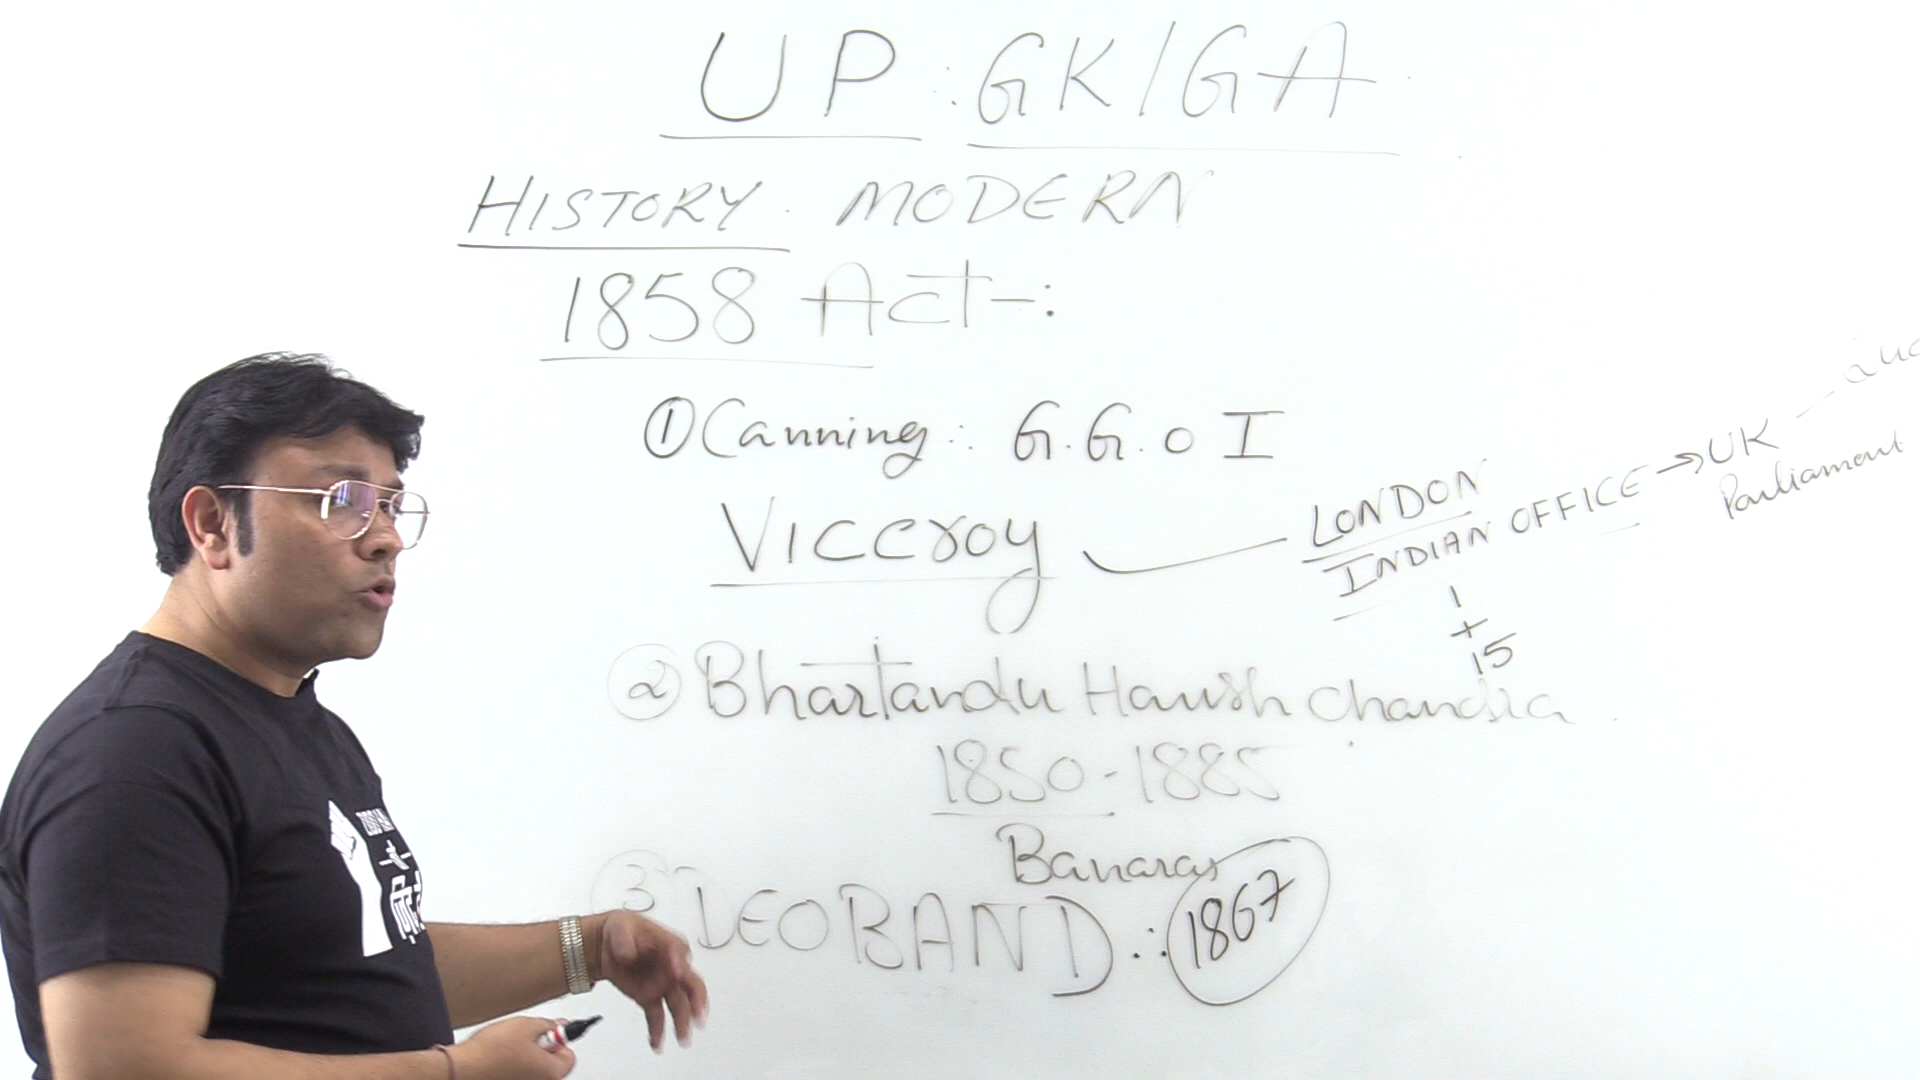 UP : GK/GA
HISTORY MODERN
1858 Act -:
① Canning : G.G. o I
Viceroy
LONDON
INDIAN OFFICE → UK
Parliament
1
+
15
② Bhartandu Harish Chandra
1850 - 1885
Banaras
③ DEOBAND : 1867